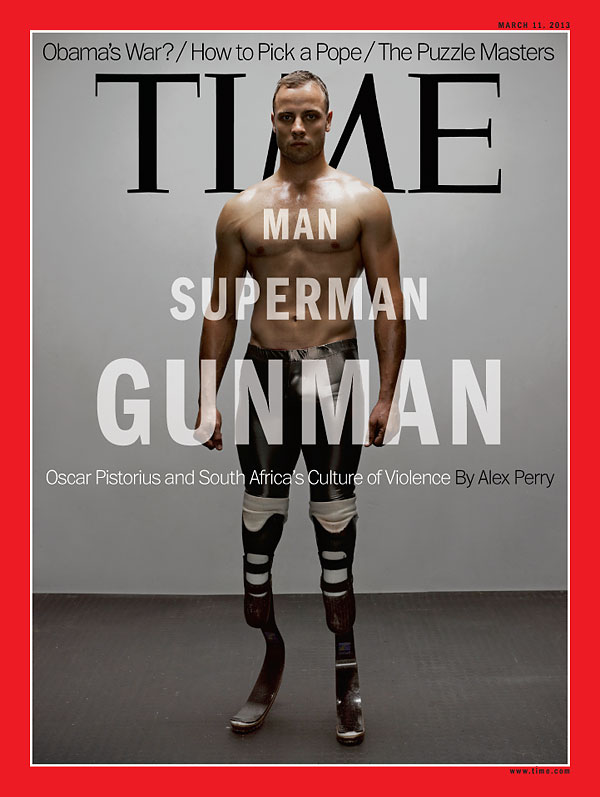 MARCH 11, 2013
Obama's War? / How to Pick a Pope / The Puzzle Masters
TIME
MAN
SUPERMAN
GUNMAN
Oscar Pistorius and South Africa's Culture of Violence By Alex Perry
www.time.com